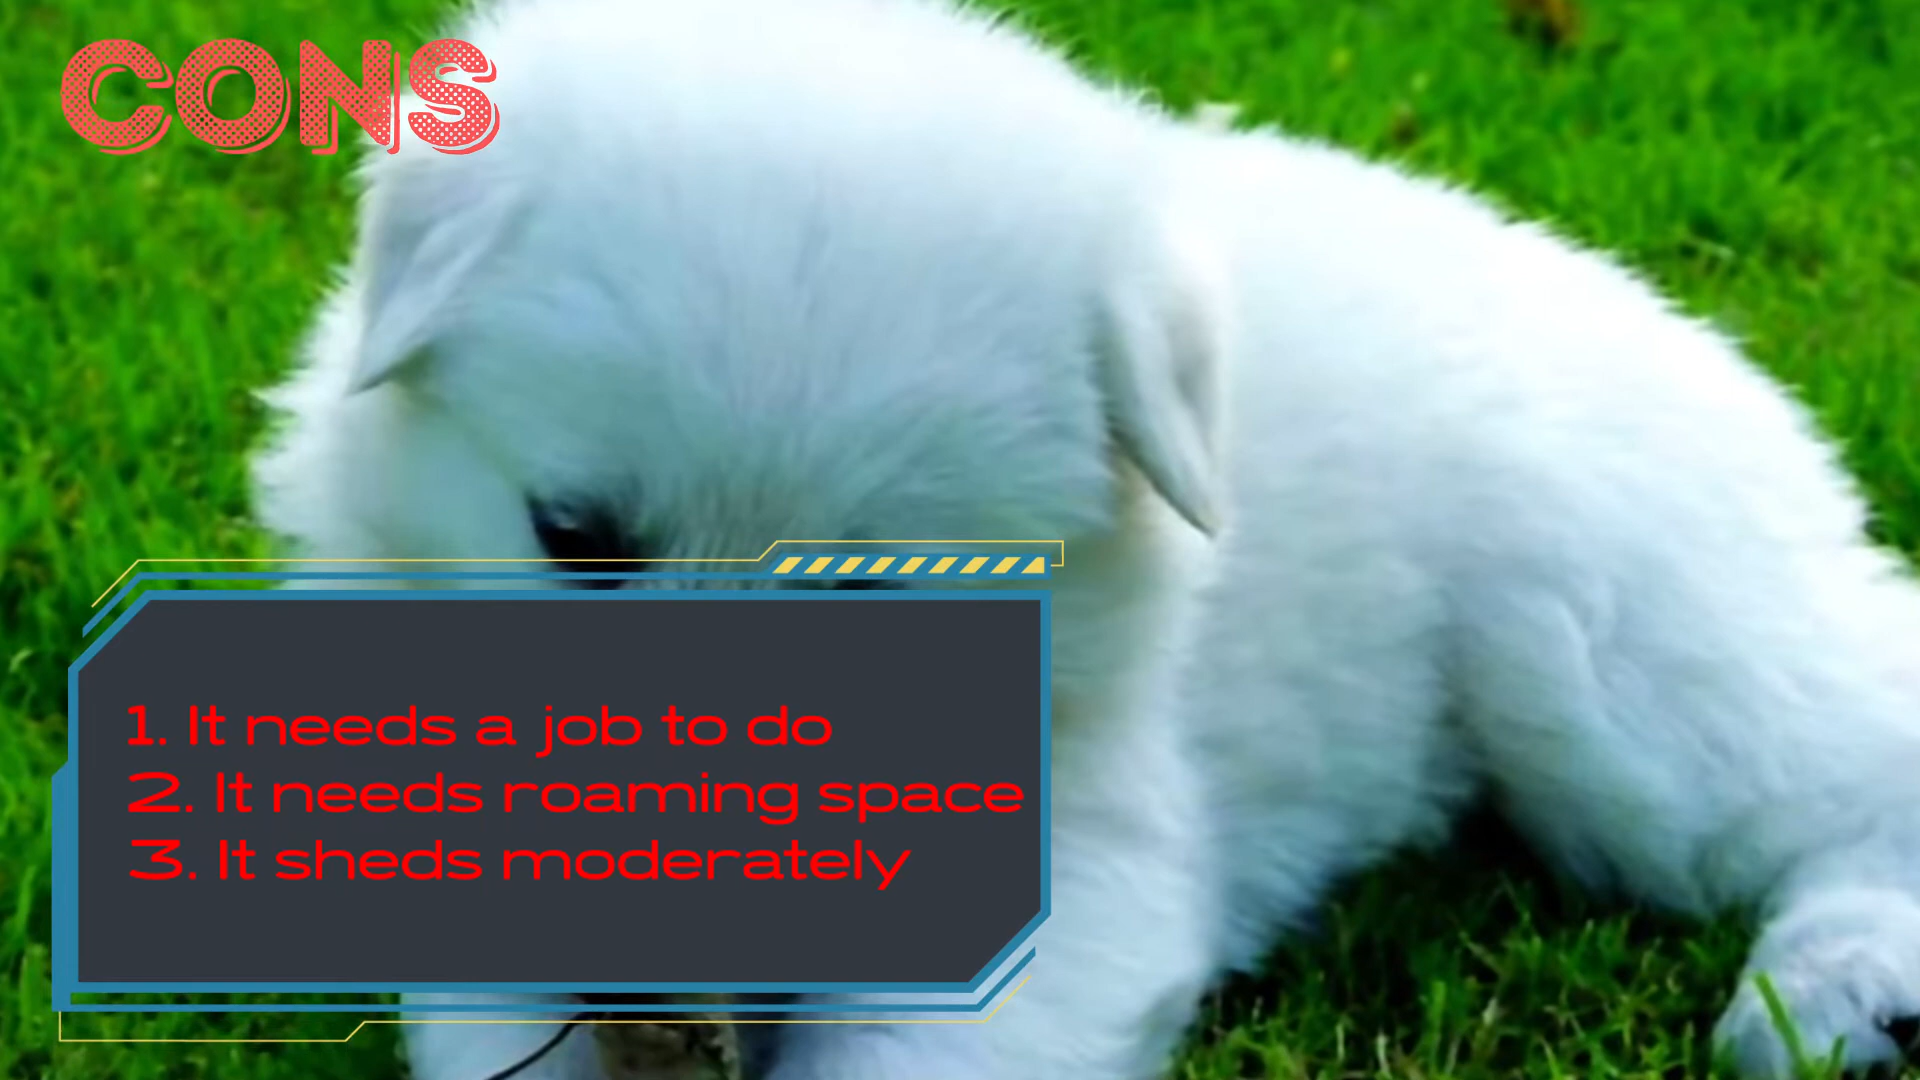 CONS
1. It needs a job to do
2. It needs roaming space
3. It sheds moderately